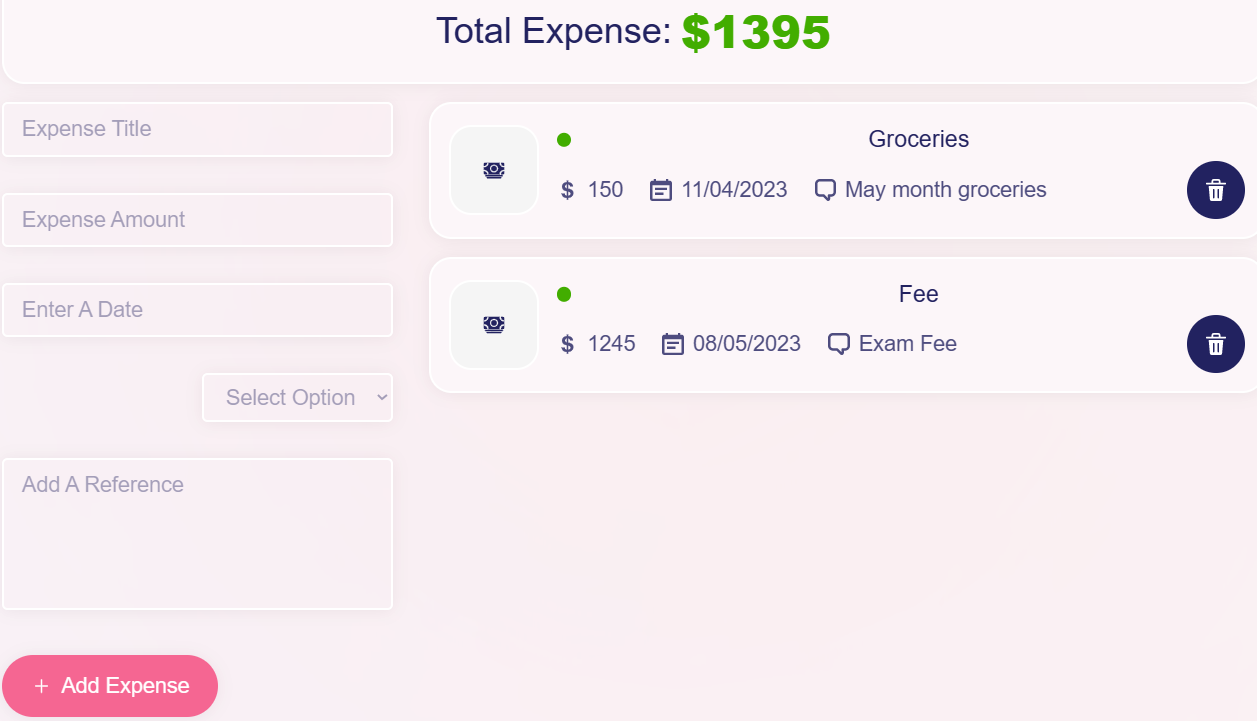 Total Expense: $1395
Expense Title
Expense Amount
Enter A Date
Select Option
Add A Reference
+ Add Expense
Groceries
$ 150 11/04/2023 May month groceries
Fee
$ 1245 08/05/2023 Exam Fee